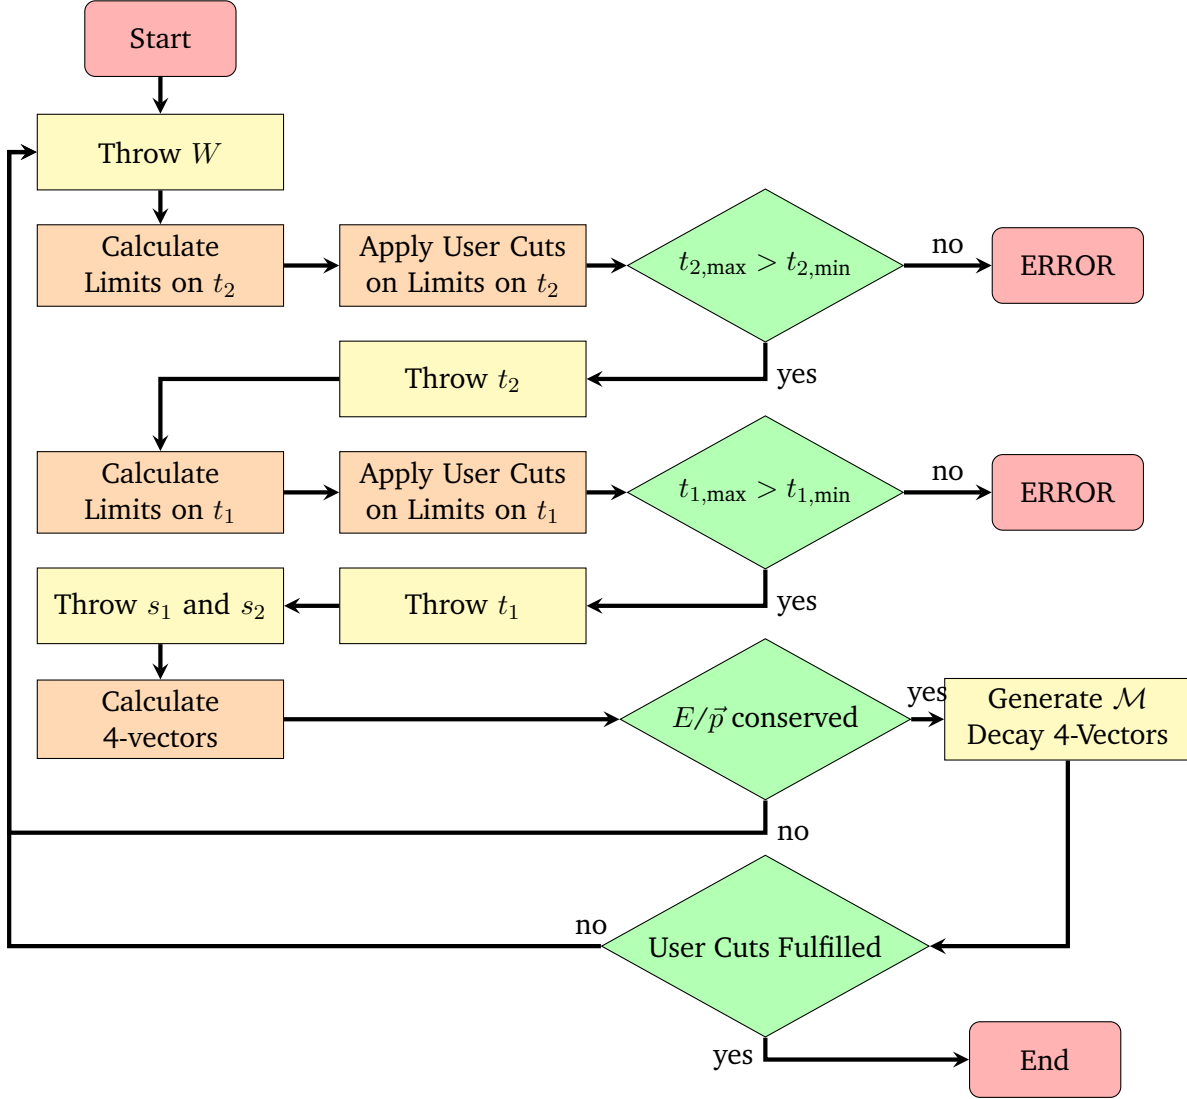 Start
Throw W
Calculate
Limits on t₂
Apply User Cuts
on Limits on t₂
t₂,max > t₂,min
no
ERROR
yes
Throw t₂
Calculate
Limits on t₁
Apply User Cuts
on Limits on t₁
t₁,max > t₁,min
no
ERROR
yes
Throw t₁
Throw s₁ and s₂
Calculate
4-vectors
E/p⃗ conserved
yes
Generate ℳ
Decay 4-Vectors
no
User Cuts Fulfilled
no
yes
End